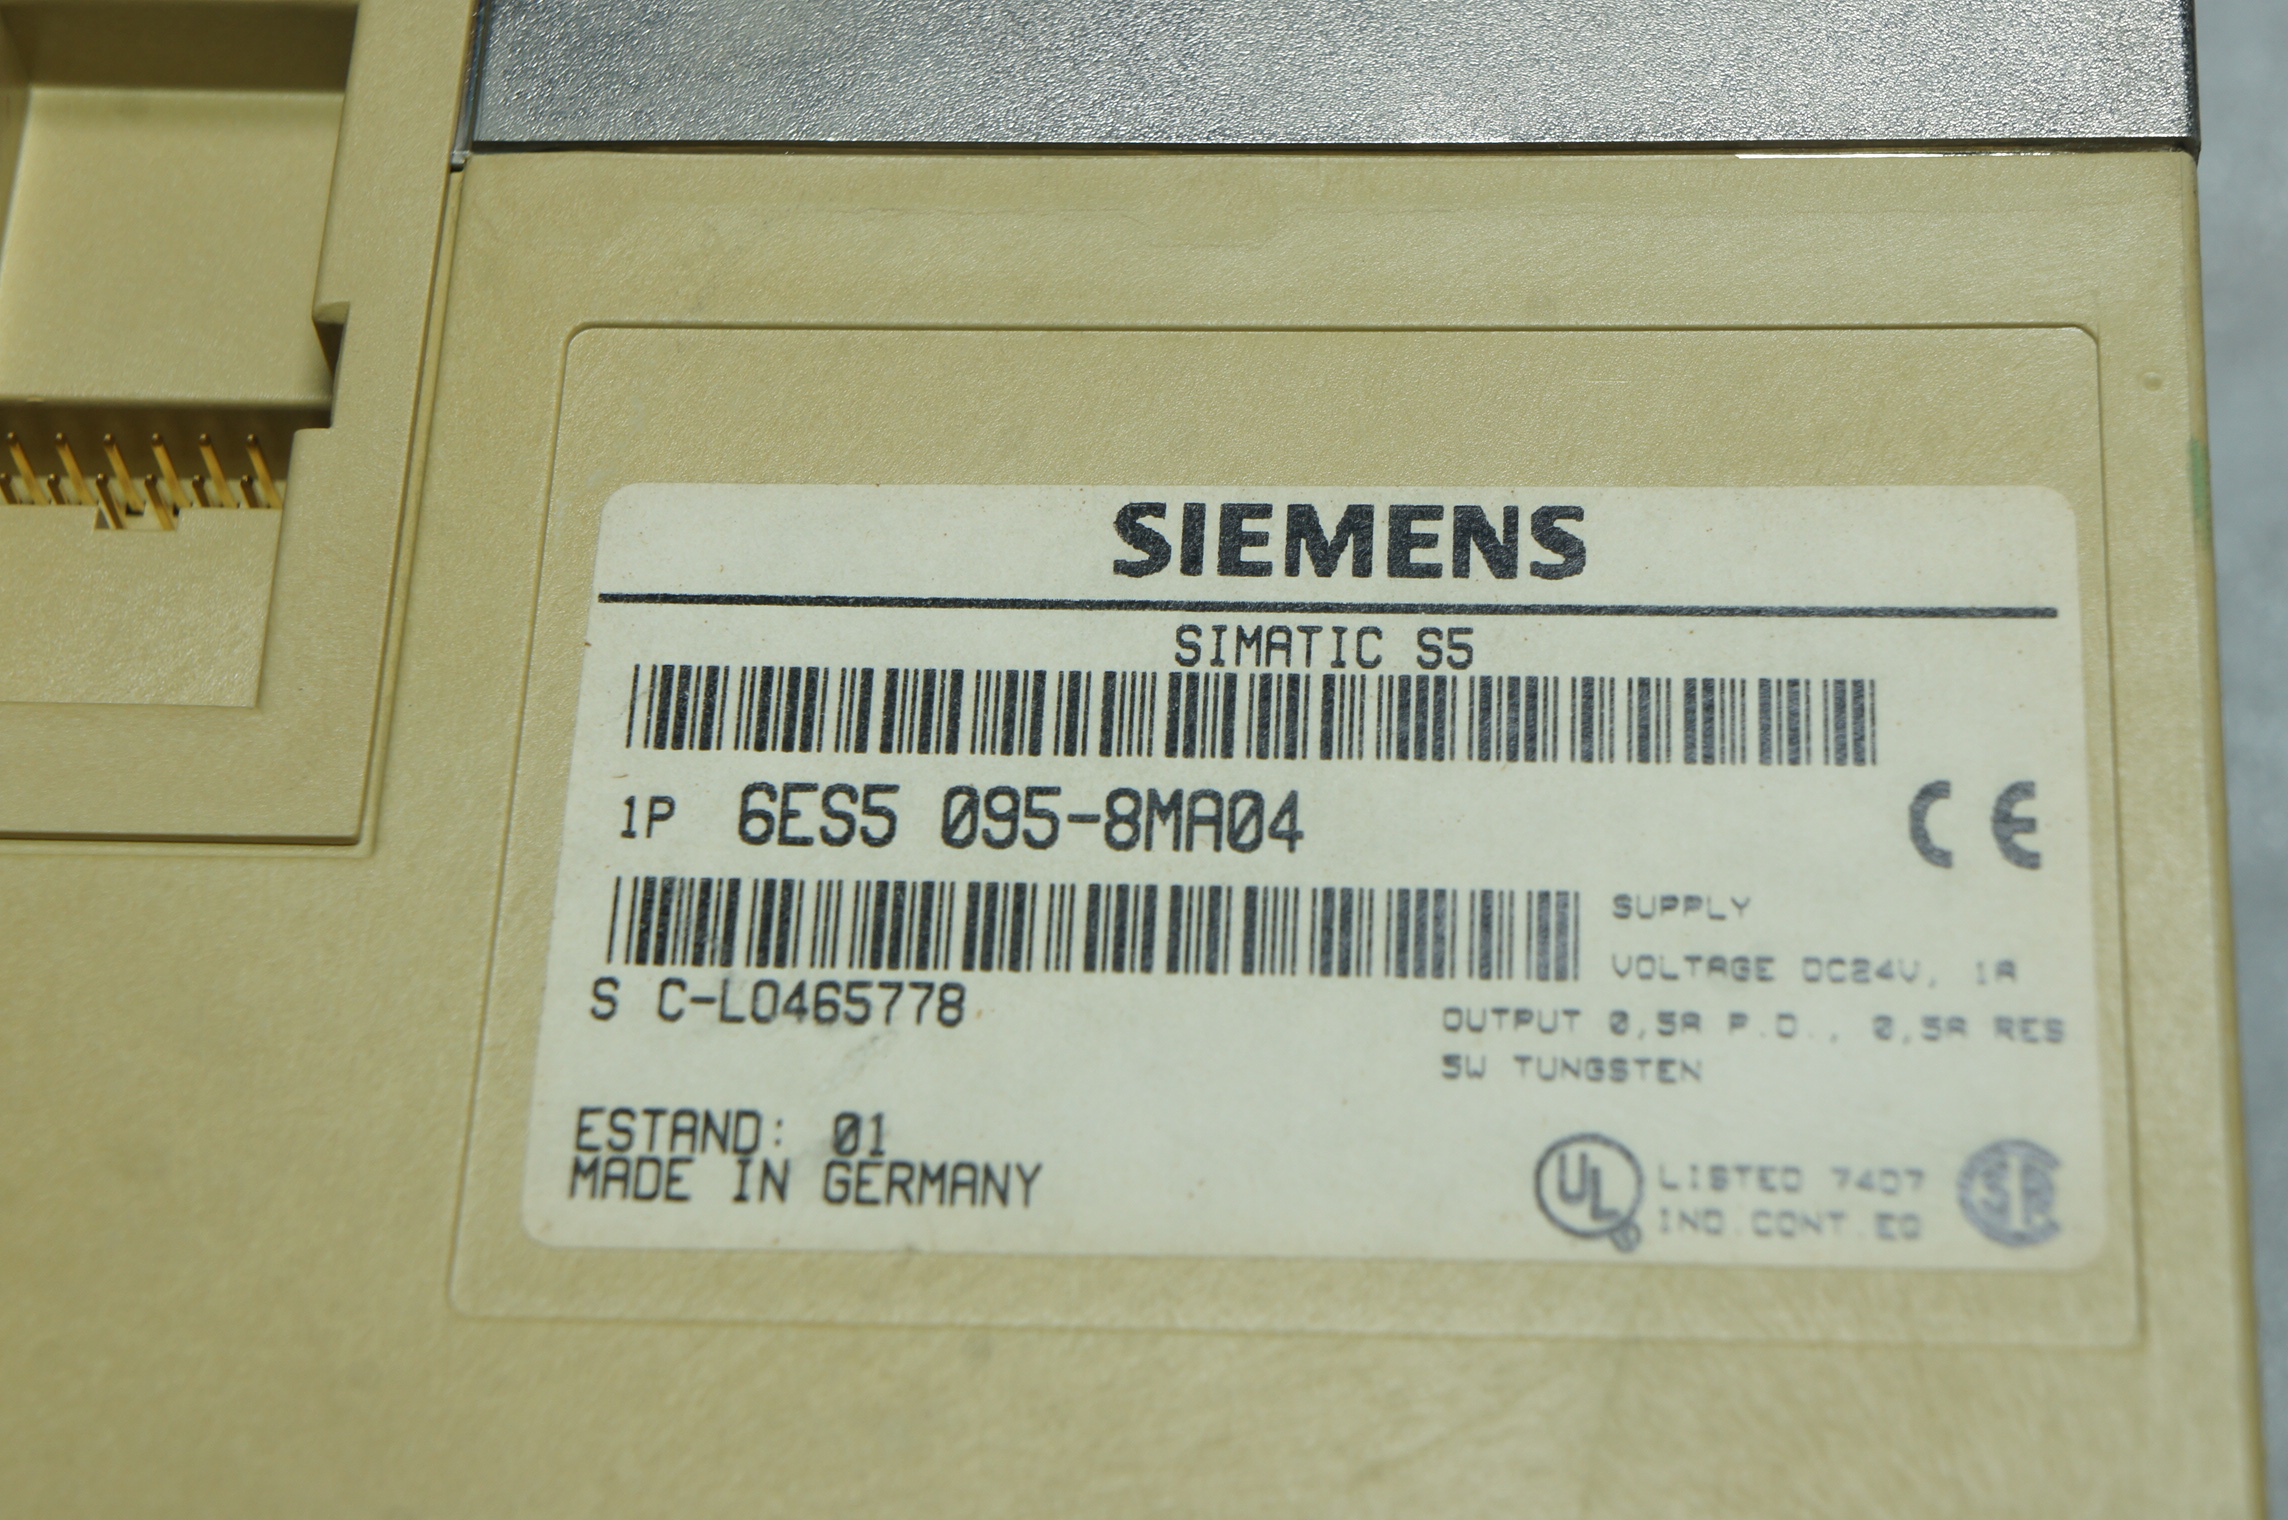 SIEMENS
SIMATIC S5
1P 6ES5 095-8MA04
CE
SUPPLY
VOLTAGE DC24V, 1A
S C-L0465778
OUTPUT 0,5A P.D., 0,5A RES
5W TUNGSTEN
ESTAND: 01
MADE IN GERMANY
UL LISTED 7407
IND.CONT.EQ